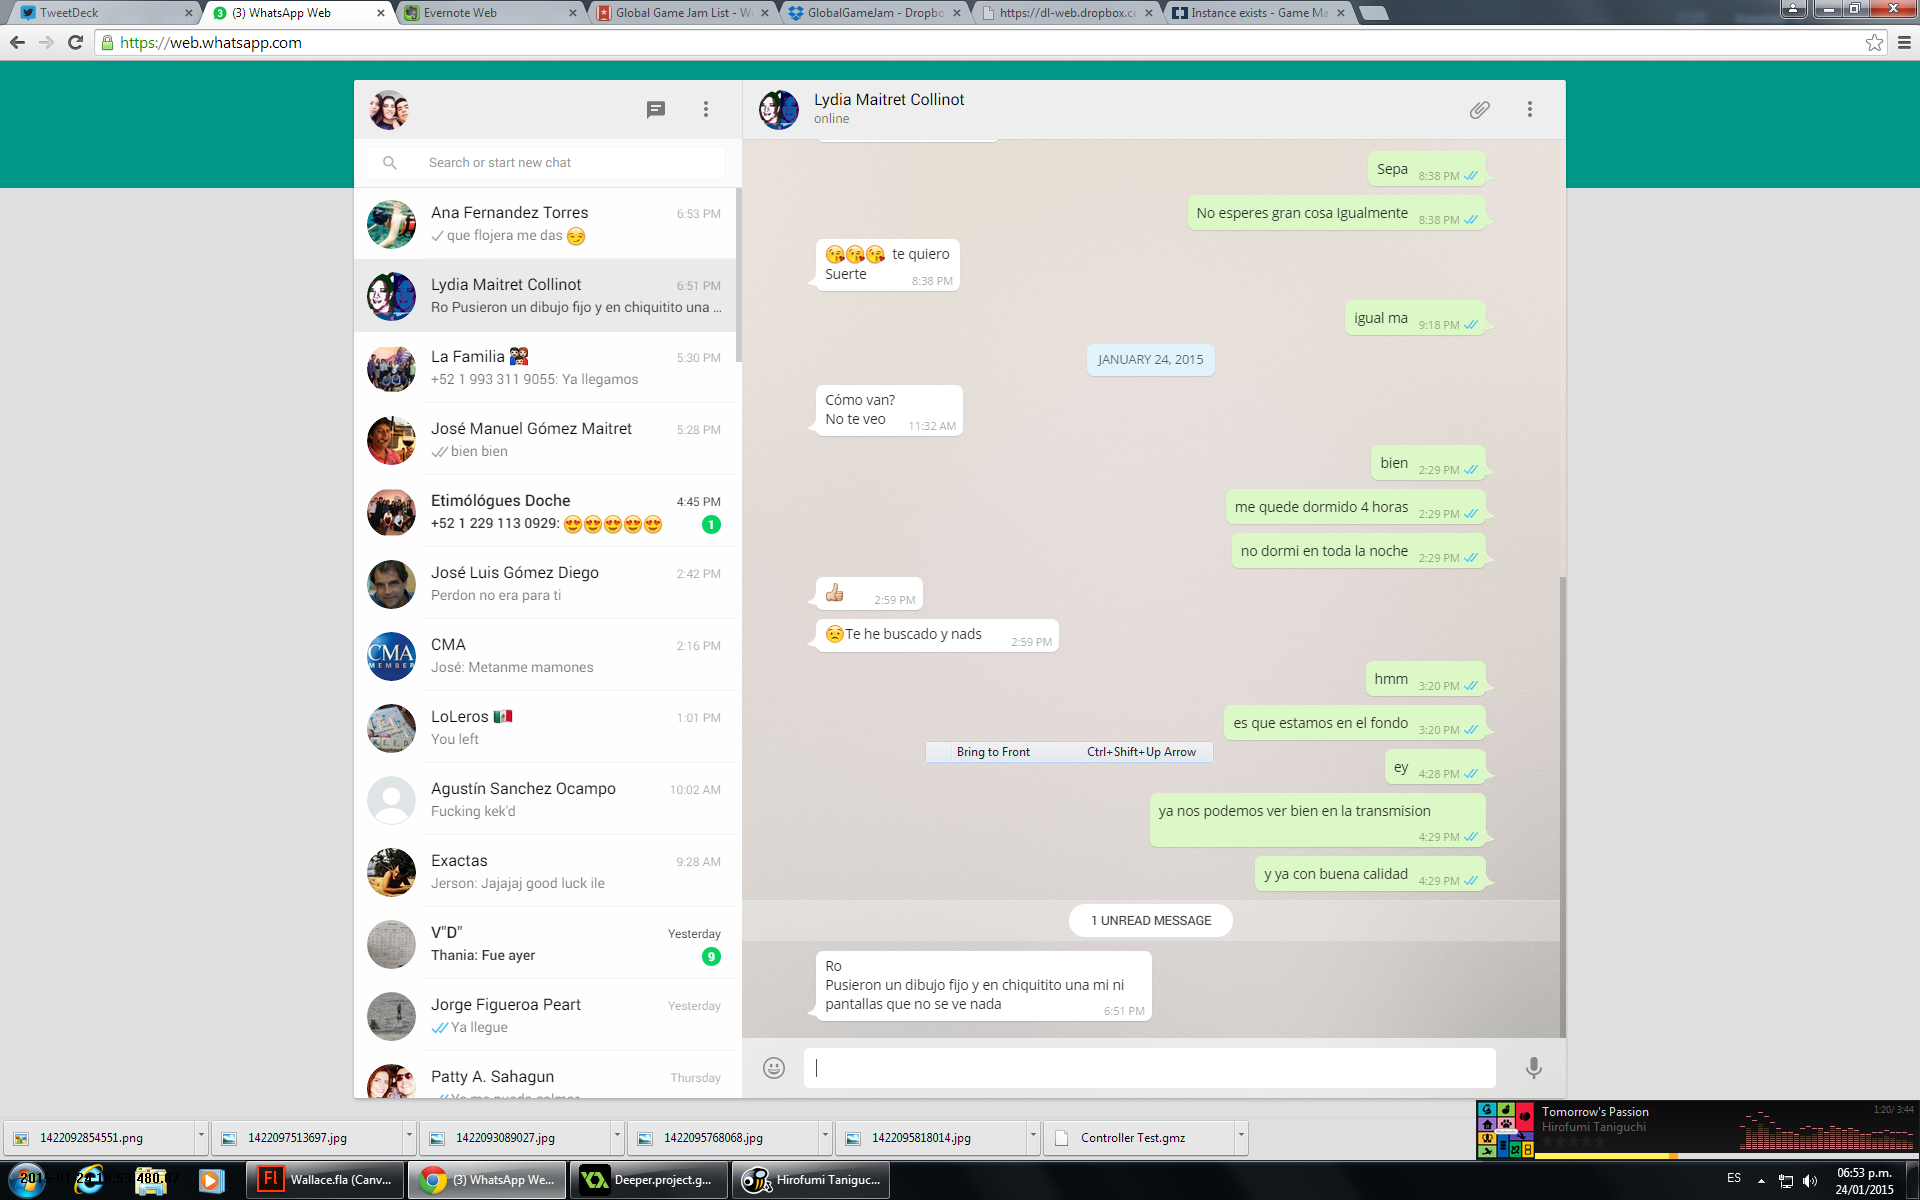 TweetDeck
(3) WhatsApp Web
Evernote Web
Global Game Jam List - W
GlobalGameJam - Dropbo
https://dl-web.dropbox.c
Instance exists - Game Ma
https://web.whatsapp.com
Search or start new chat
Ana Fernandez Torres 6:53 PM
que flojera me das 😏
Lydia Maitret Collinot 6:51 PM
Ro Pusieron un dibujo fijo y en chiquitito una ...
La Familia 👪 5:30 PM
+52 1 993 311 9055: Ya llegamos
José Manuel Gómez Maitret 5:28 PM
bien bien
Etimólógues Doche 4:45 PM
+52 1 229 113 0929: 😍😍😍😍😍 1
José Luis Gómez Diego 2:42 PM
Perdon no era para ti
CMA MEMBER
CMA 2:16 PM
José: Metanme mamones
LoLeros 🇲🇽 1:01 PM
You left
Agustín Sanchez Ocampo 10:02 AM
Fucking kek'd
Exactas 9:28 AM
Jerson: Jajajaj good luck ile
V"D" Yesterday
Thania: Fue ayer 9
Jorge Figueroa Peart Yesterday
Ya llegue
Patty A. Sahagun Thursday
Lydia Maitret Collinot
online
Sepa 8:38 PM
No esperes gran cosa Igualmente 8:38 PM
😘😘😘 te quiero
Suerte 8:38 PM
igual ma 9:18 PM
JANUARY 24, 2015
Cómo van?
No te veo 11:32 AM
bien 2:29 PM
me quede dormido 4 horas 2:29 PM
no dormi en toda la noche 2:29 PM
👍 2:59 PM
😟Te he buscado y nads 2:59 PM
hmm 3:20 PM
es que estamos en el fondo 3:20 PM
Bring to Front Ctrl+Shift+Up Arrow
ey 4:28 PM
ya nos podemos ver bien en la transmision
4:29 PM
y ya con buena calidad 4:29 PM
1 UNREAD MESSAGE
Ro
Pusieron un dibujo fijo y en chiquitito una mi ni
pantallas que no se ve nada 6:51 PM
1422092854551.png
1422097513697.jpg
1422093089027.jpg
1422095768068.jpg
1422095818014.jpg
Controller Test.gmz
Tomorrow's Passion 1:20/ 3:44
Hirofumi Taniguchi
Wallace.fla (Canv...
(3) WhatsApp We...
Deeper.project.g...
Hirofumi Taniguc...
ES
06:53 p.m.
24/01/2015